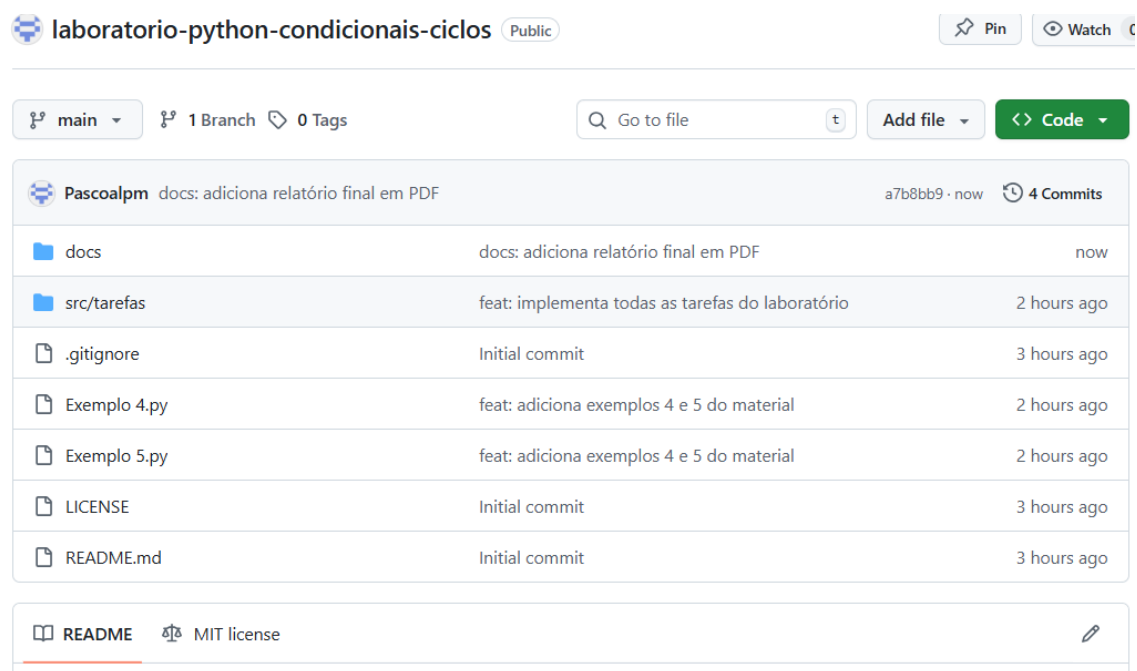 laboratorio-python-condicionais-ciclos Public Pin Watch 0
main 1 Branch 0 Tags Go to file t Add file Code
Pascoalpm docs: adiciona relatório final em PDF a7b8bb9 · now 4 Commits
docs docs: adiciona relatório final em PDF now
src/tarefas feat: implementa todas as tarefas do laboratório 2 hours ago
.gitignore Initial commit 3 hours ago
Exemplo 4.py feat: adiciona exemplos 4 e 5 do material 2 hours ago
Exemplo 5.py feat: adiciona exemplos 4 e 5 do material 2 hours ago
LICENSE Initial commit 3 hours ago
README.md Initial commit 3 hours ago
README MIT license